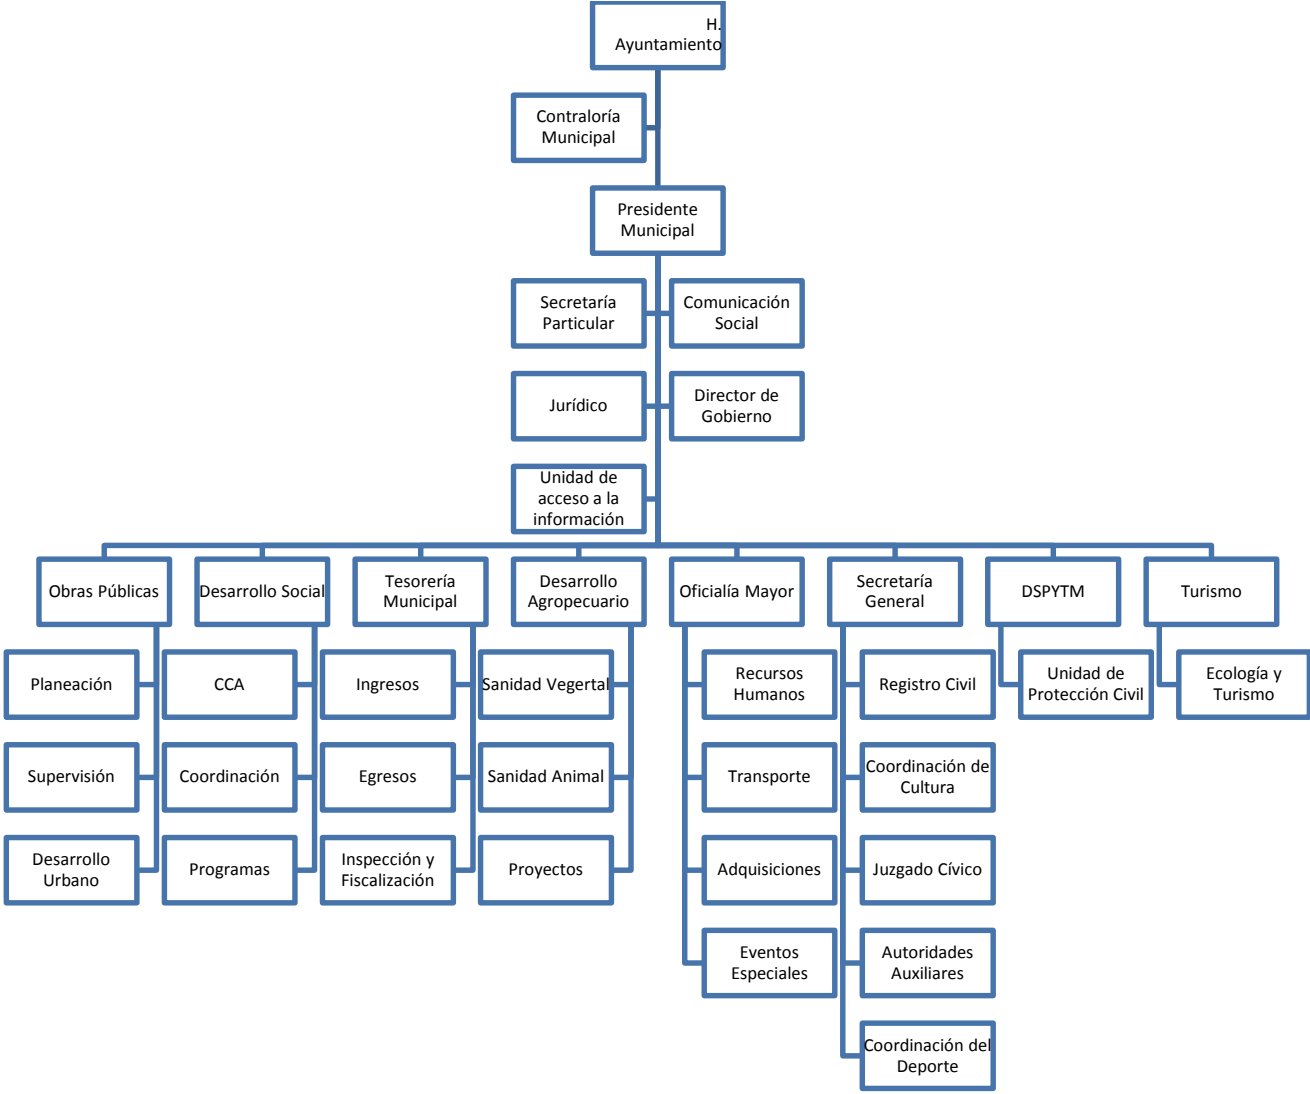 H.
Ayuntamiento
Contraloría
Municipal
Presidente
Municipal
Secretaría
Particular
Comunicación
Social
Jurídico
Director de
Gobierno
Unidad de
acceso a la
información
Obras Públicas
Desarrollo Social
Tesorería
Municipal
Desarrollo
Agropecuario
Oficialía Mayor
Secretaría
General
DSPYTM
Turismo
Planeación
CCA
Ingresos
Sanidad Vegertal
Recursos
Humanos
Registro Civil
Unidad de
Protección Civil
Ecología y
Turismo
Supervisión
Coordinación
Egresos
Sanidad Animal
Transporte
Coordinación de
Cultura
Desarrollo
Urbano
Programas
Inspección y
Fiscalización
Proyectos
Adquisiciones
Juzgado Cívico
Eventos
Especiales
Autoridades
Auxiliares
Coordinación del
Deporte